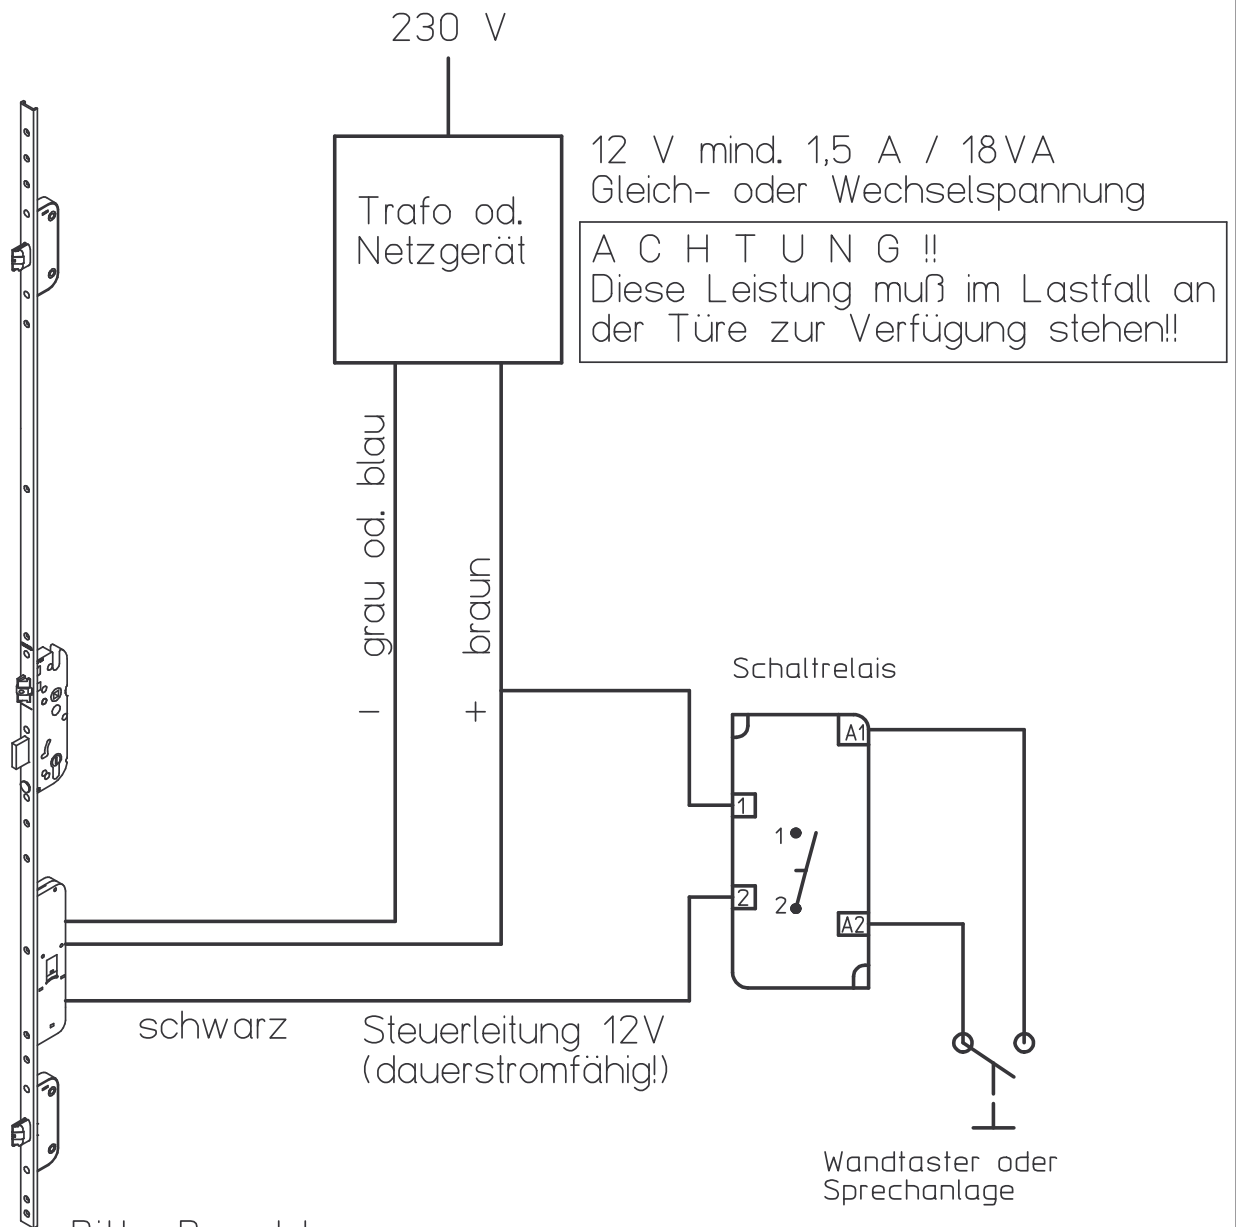 230 V
12 V mind. 1,5 A / 18VA
Gleich- oder Wechselspannung
Trafo od.
Netzgerät
A C H T U N G !!
Diese Leistung muß im Lastfall an
der Türe zur Verfügung stehen!!
– grau od. blau
+ braun
Schaltrelais
A1
1
1
2
2
A2
schwarz
Steuerleitung 12V
(dauerstromfähig!)
Wandtaster oder
Sprechanlage